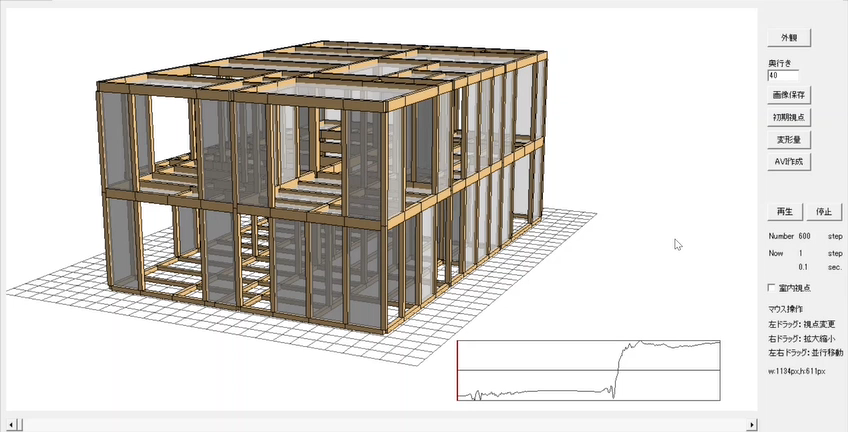 外観
奥行き
40
画像保存
初期視点
変形量
AVI作成
再生 停止
Number 600 step
Now 1 step
0.1 sec.
室内視点
マウス操作
左ドラッグ: 視点変更
右ドラッグ: 拡大縮小
左右ドラッグ: 並行移動
w:1134px,h:611px